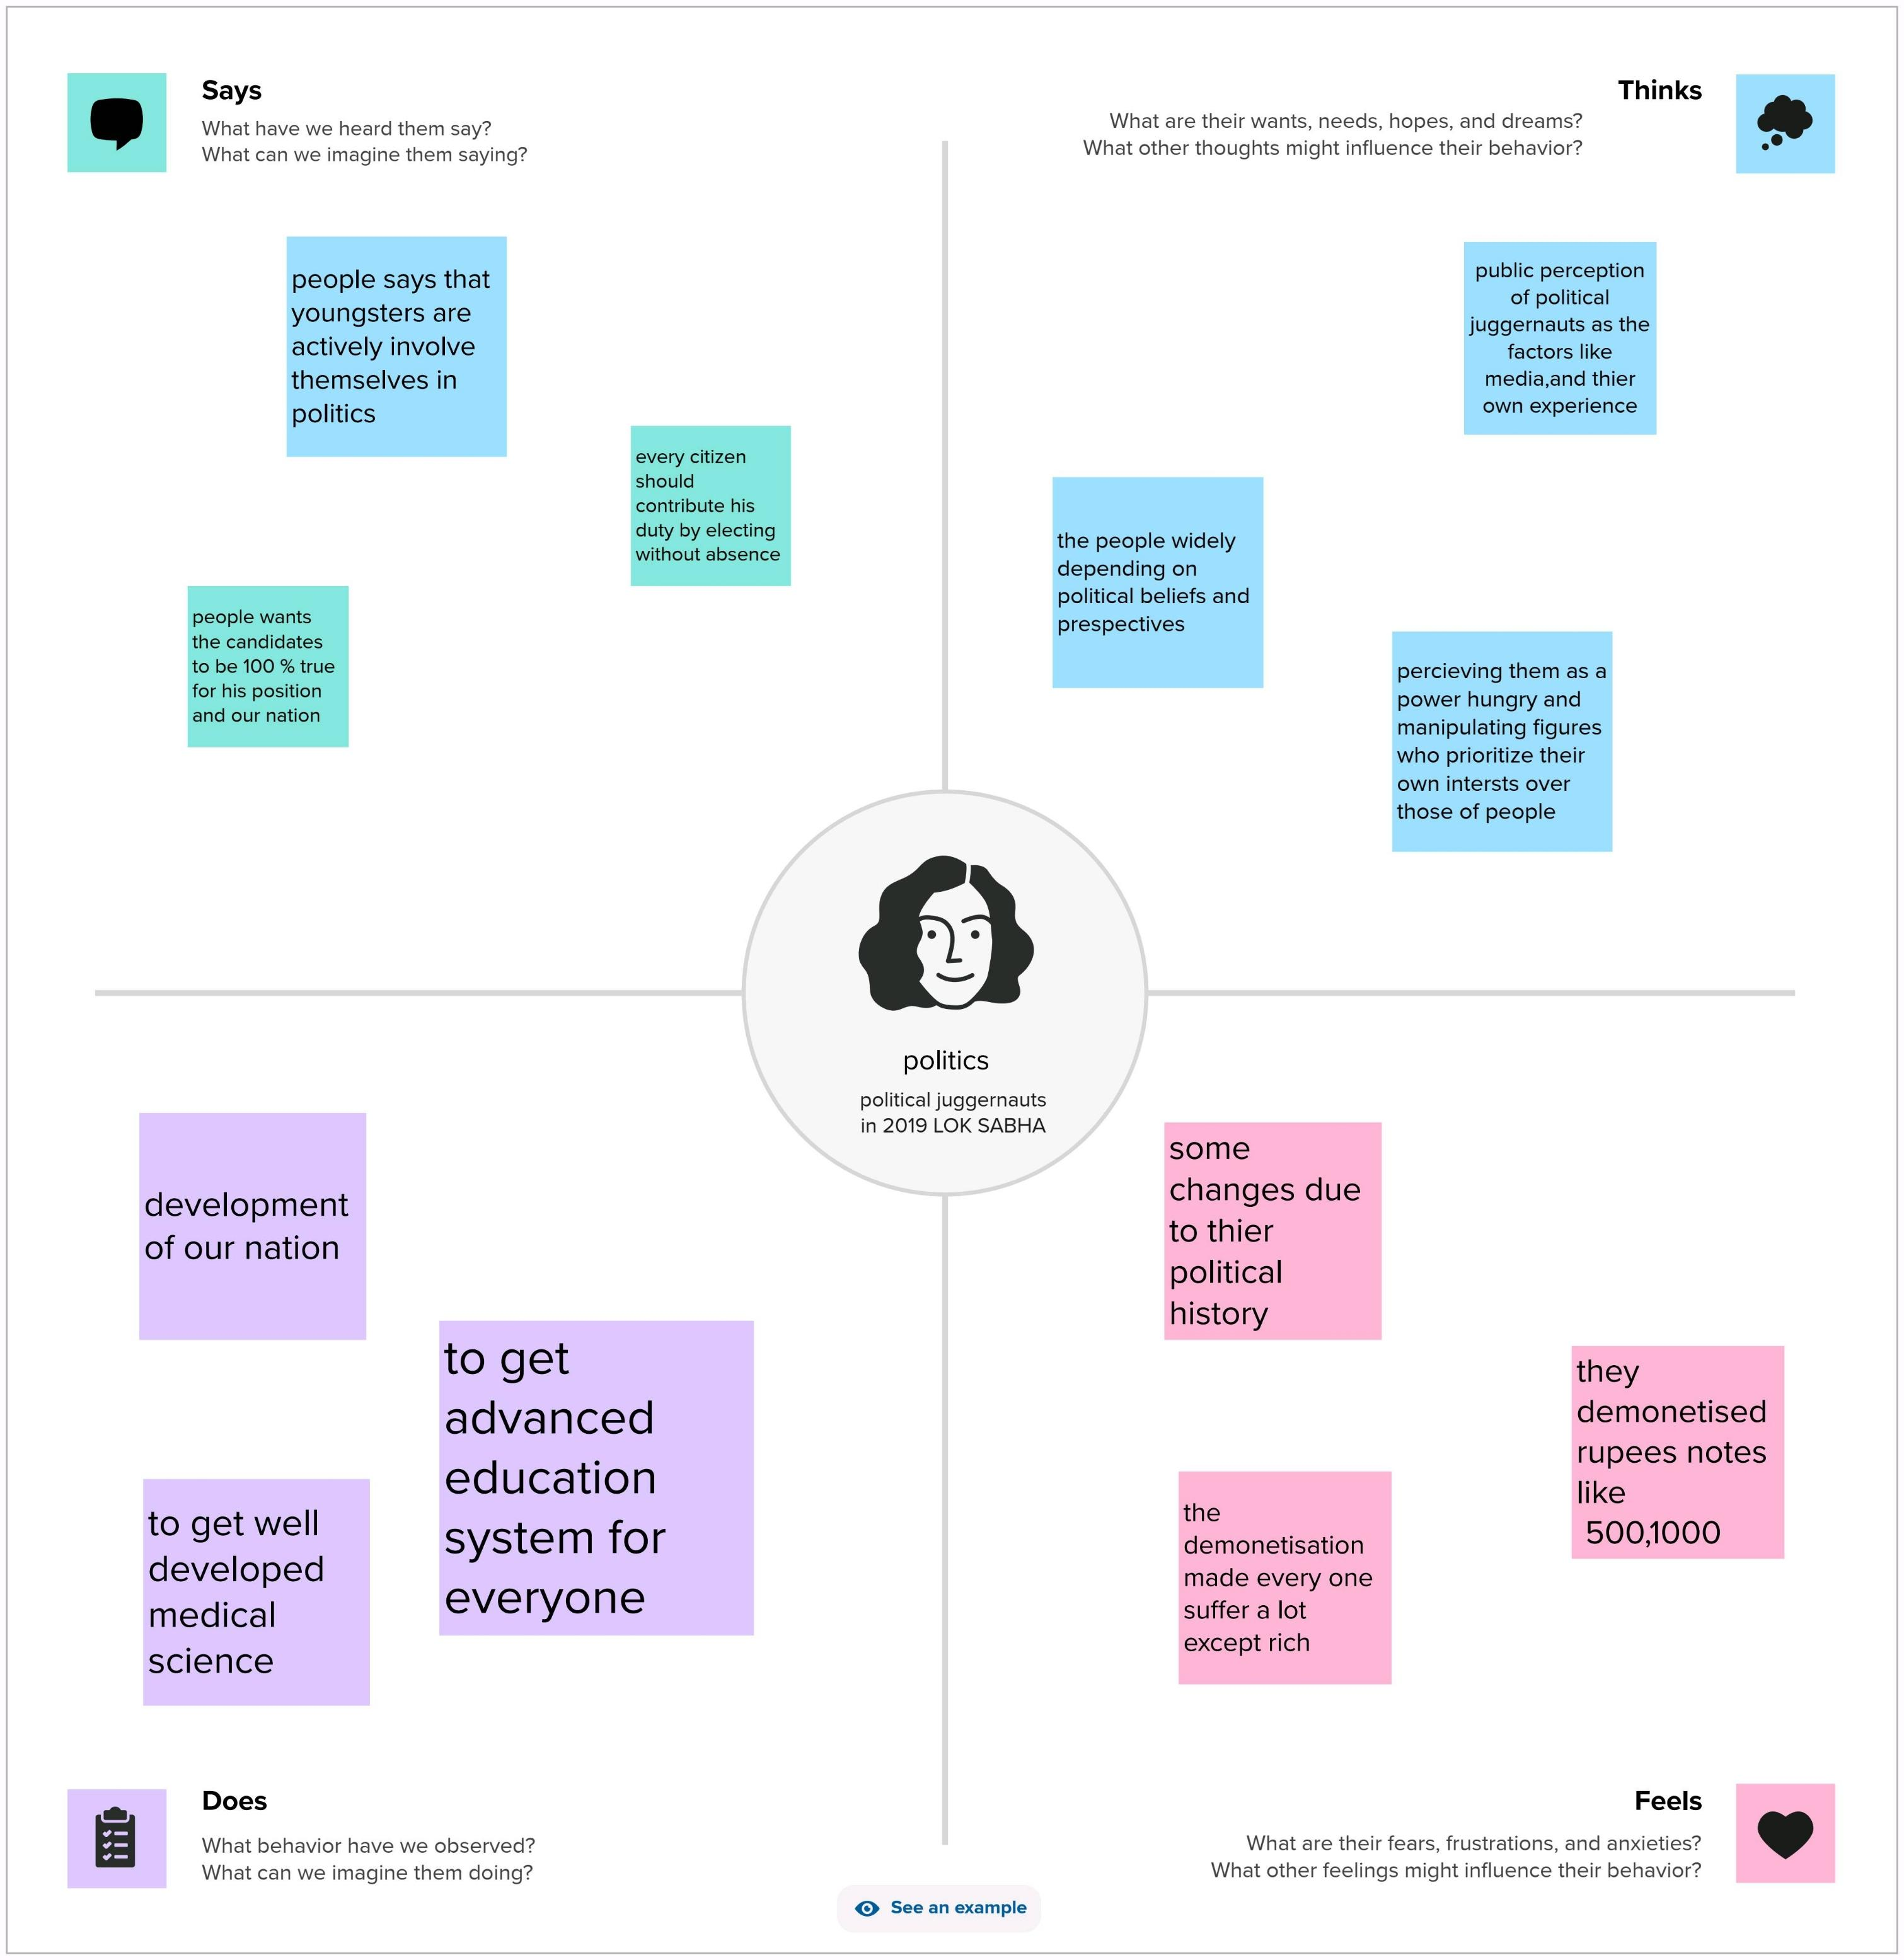 Says
What have we heard them say?
What can we imagine them saying?
people says that
youngsters are
actively involve
themselves in
politics
every citizen
should
contribute his
duty by electing
without absence
people wants
the candidates
to be 100 % true
for his position
and our nation
Thinks
What are their wants, needs, hopes, and dreams?
What other thoughts might influence their behavior?
public perception
of political
juggernauts as the
factors like
media,and thier
own experience
the people widely
depending on
political beliefs and
prespectives
percieving them as a
power hungry and
manipulating figures
who prioritize their
own intersts over
those of people
politics
political juggernauts
in 2019 LOK SABHA
development
of our nation
to get
advanced
education
system for
everyone
to get well
developed
medical
science
Does
What behavior have we observed?
What can we imagine them doing?
some
changes due
to thier
political
history
they
demonetised
rupees notes
like
500,1000
the
demonetisation
made every one
suffer a lot
except rich
Feels
What are their fears, frustrations, and anxieties?
What other feelings might influence their behavior?
See an example